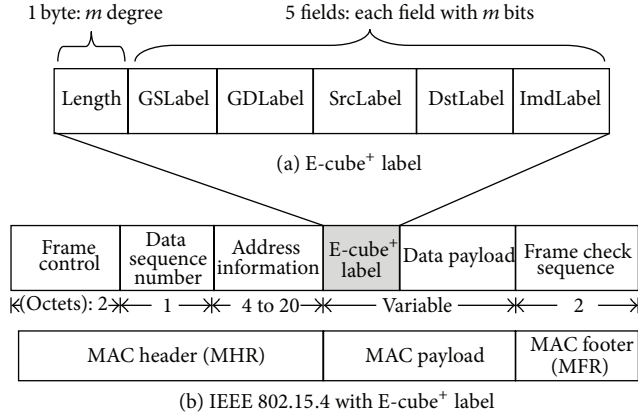 1 byte: m degree
5 fields: each field with m bits
Length GSLabel GDLabel SrcLabel DstLabel ImdLabel
(a) E-cube⁺ label
Frame control
Data sequence number
Address information
E-cube⁺ label
Data payload
Frame check sequence
(Octets): 2 1 4 to 20 Variable 2
MAC header (MHR)
MAC payload
MAC footer (MFR)
(b) IEEE 802.15.4 with E-cube⁺ label